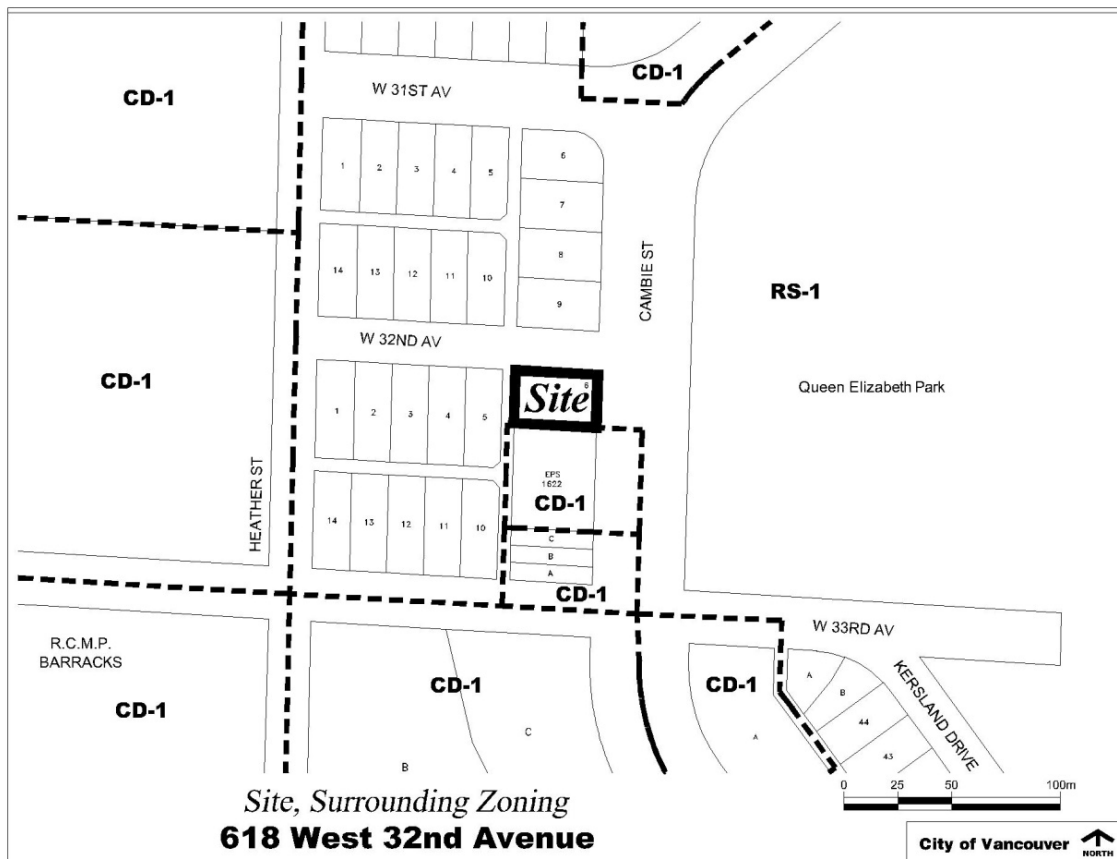 CD-1
W 31ST AV
CD-1
1
2
3
4
5
6
7
8
9
14
13
12
11
10
CAMBIE ST
RS-1
W 32ND AV
CD-1
Site
6
Queen Elizabeth Park
1
2
3
4
5
HEATHER ST
EPS
1622
CD-1
14
13
12
11
10
C
B
A
CD-1
R.C.M.P.
BARRACKS
CD-1
CD-1
C
B
CD-1
A
W 33RD AV
A
B
44
43
KERSLAND DRIVE
0 25 50 100m
Site, Surrounding Zoning
618 West 32nd Avenue
City of Vancouver
NORTH